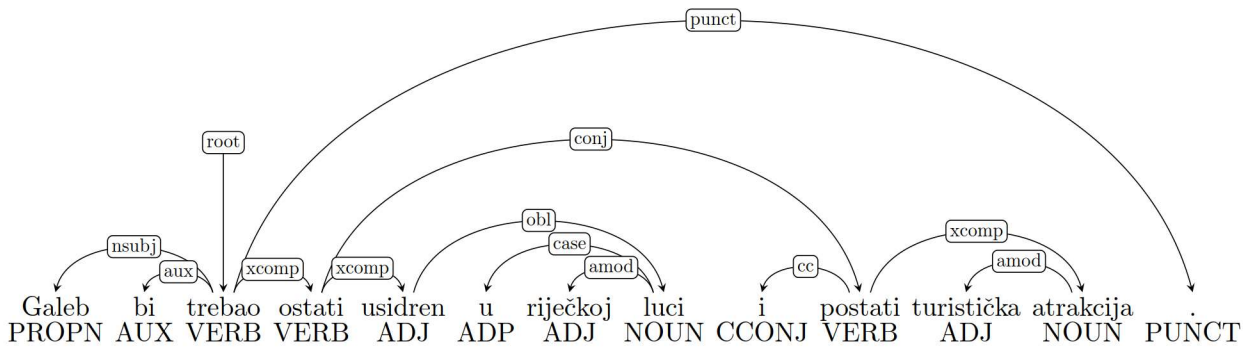 punct
root
conj
obl
nsubj
case
xcomp
aux
xcomp
xcomp
amod
cc
amod
Galeb bi trebao ostati usidren u riječkoj luci i postati turistička atrakcija .
PROPN AUX VERB VERB ADJ ADP ADJ NOUN CCONJ VERB ADJ NOUN PUNCT